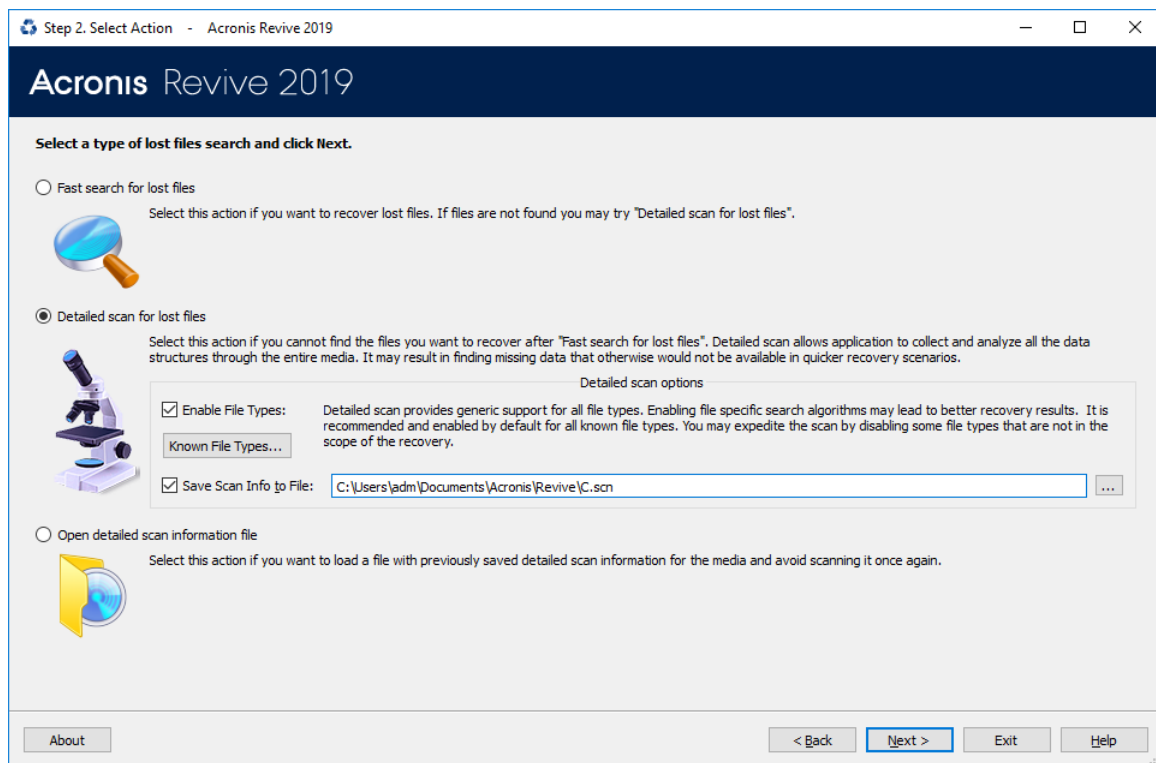 Step 2. Select Action - Acronis Revive 2019
Acronis Revive 2019
Select a type of lost files search and click Next.
Fast search for lost files
Select this action if you want to recover lost files. If files are not found you may try "Detailed scan for lost files".
Detailed scan for lost files
Select this action if you cannot find the files you want to recover after "Fast search for lost files". Detailed scan allows application to collect and analyze all the data
structures through the entire media. It may result in finding missing data that otherwise would not be available in quicker recovery scenarios.
Detailed scan options
Enable File Types:
Detailed scan provides generic support for all file types. Enabling file specific search algorithms may lead to better recovery results. It is
recommended and enabled by default for all known file types. You may expedite the scan by disabling some file types that are not in the
scope of the recovery.
Known File Types...
Save Scan Info to File: C:\Users\adm\Documents\Acronis\Revive\C.scn ...
Open detailed scan information file
Select this action if you want to load a file with previously saved detailed scan information for the media and avoid scanning it once again.
About < Back Next > Exit Help